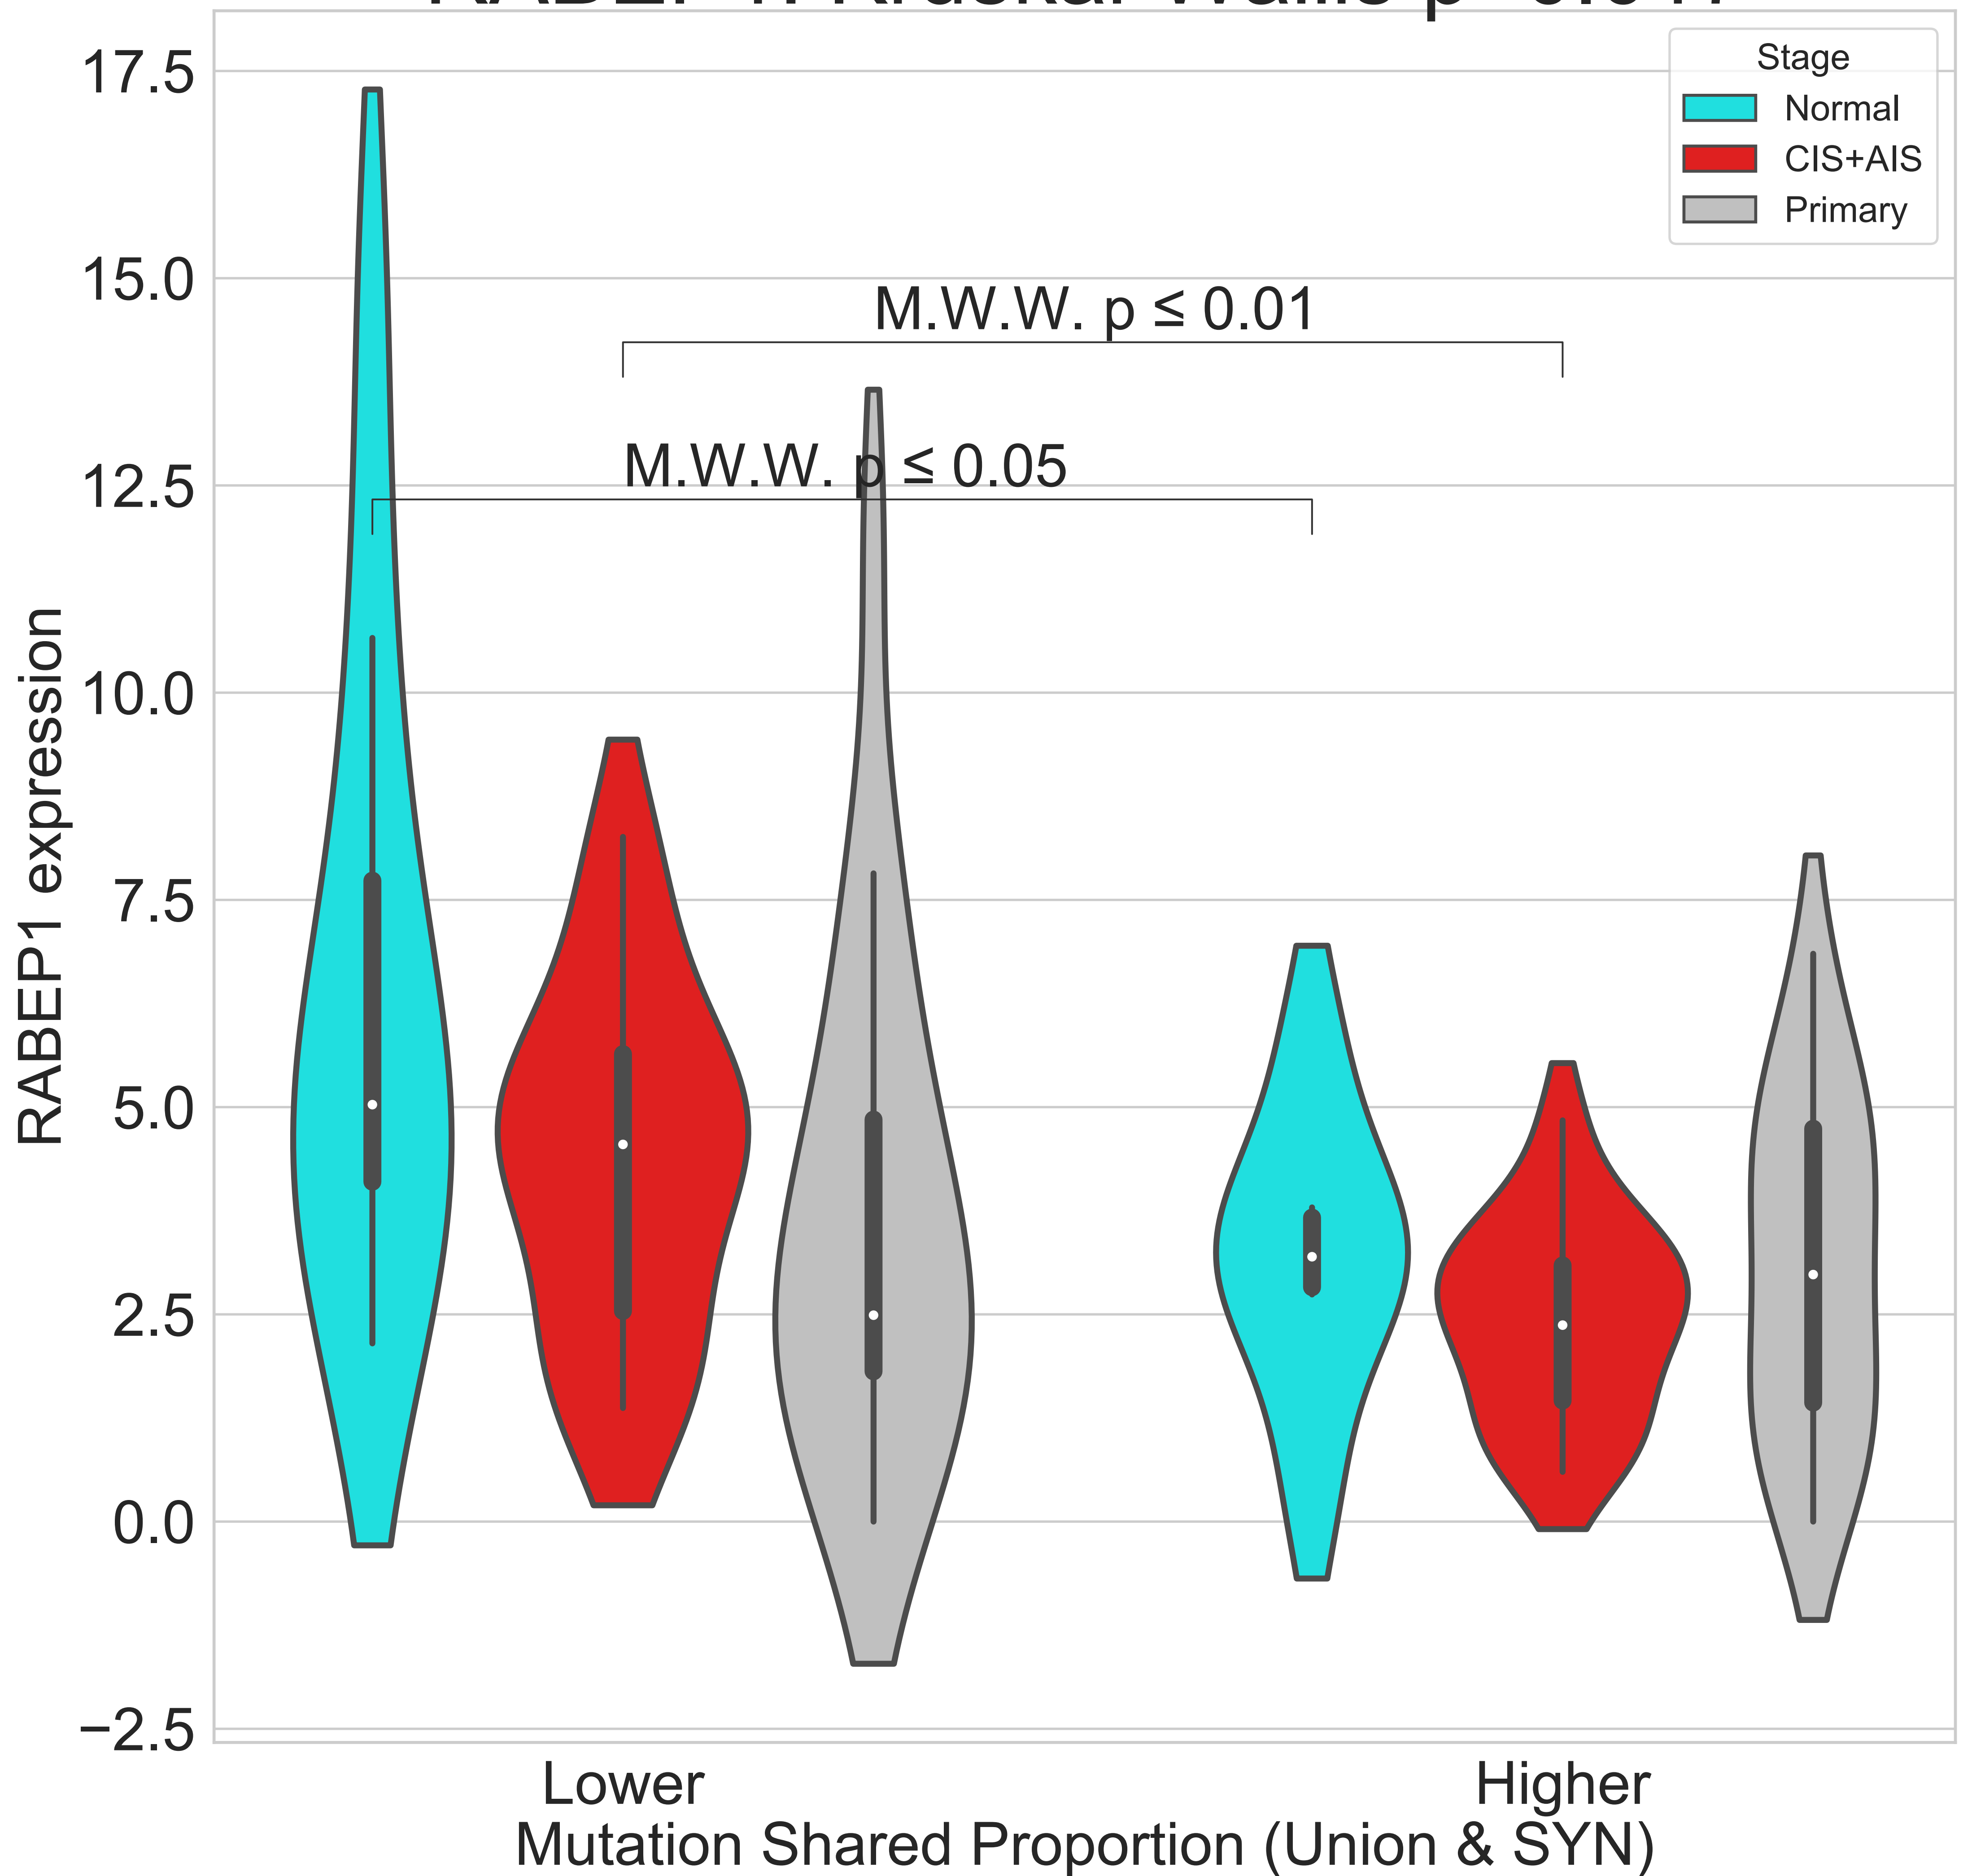 17.5
15.0
12.5
10.0
7.5
5.0
2.5
0.0
−2.5
RABEP1 expression
Stage
Normal
CIS+AIS
Primary
M.W.W. p ≤ 0.01
M.W.W. p ≤ 0.05
Lower
Higher
Mutation Shared Proportion (Union & SYN)